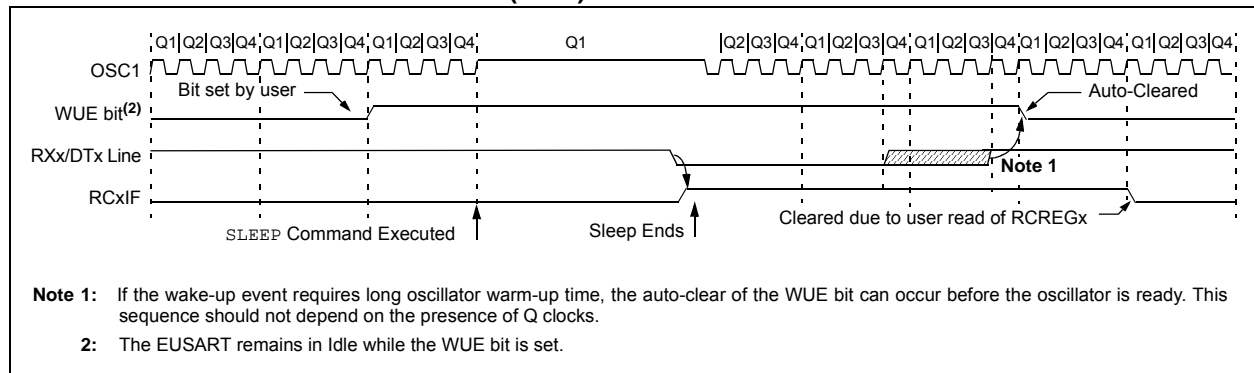 Q1 Q2 Q3 Q4 Q1 Q2 Q3 Q4 Q1 Q2 Q3 Q4 Q1 Q2 Q3 Q4 Q1 Q2 Q3 Q4 Q1 Q2 Q3 Q4 Q1 Q2 Q3 Q4 Q1 Q2 Q3 Q4
OSC1
Bit set by user
Auto-Cleared
WUE bit(2)
RXx/DTx Line
Note 1
RCxIF
Cleared due to user read of RCREGx
SLEEP Command Executed
Sleep Ends
Note 1: If the wake-up event requires long oscillator warm-up time, the auto-clear of the WUE bit can occur before the oscillator is ready. This
sequence should not depend on the presence of Q clocks.
2: The EUSART remains in Idle while the WUE bit is set.